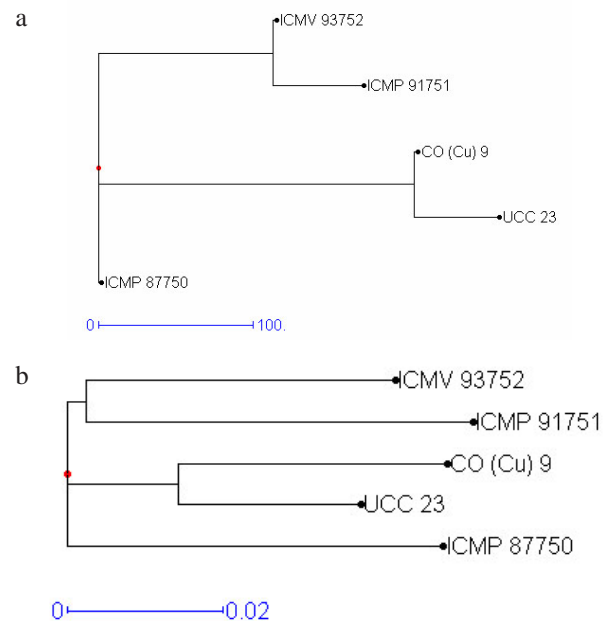 a
ICMV 93752
ICMP 91751
CO (Cu) 9
UCC 23
ICMP 87750
0 100.
b
ICMV 93752
ICMP 91751
CO (Cu) 9
UCC 23
ICMP 87750
0 0.02